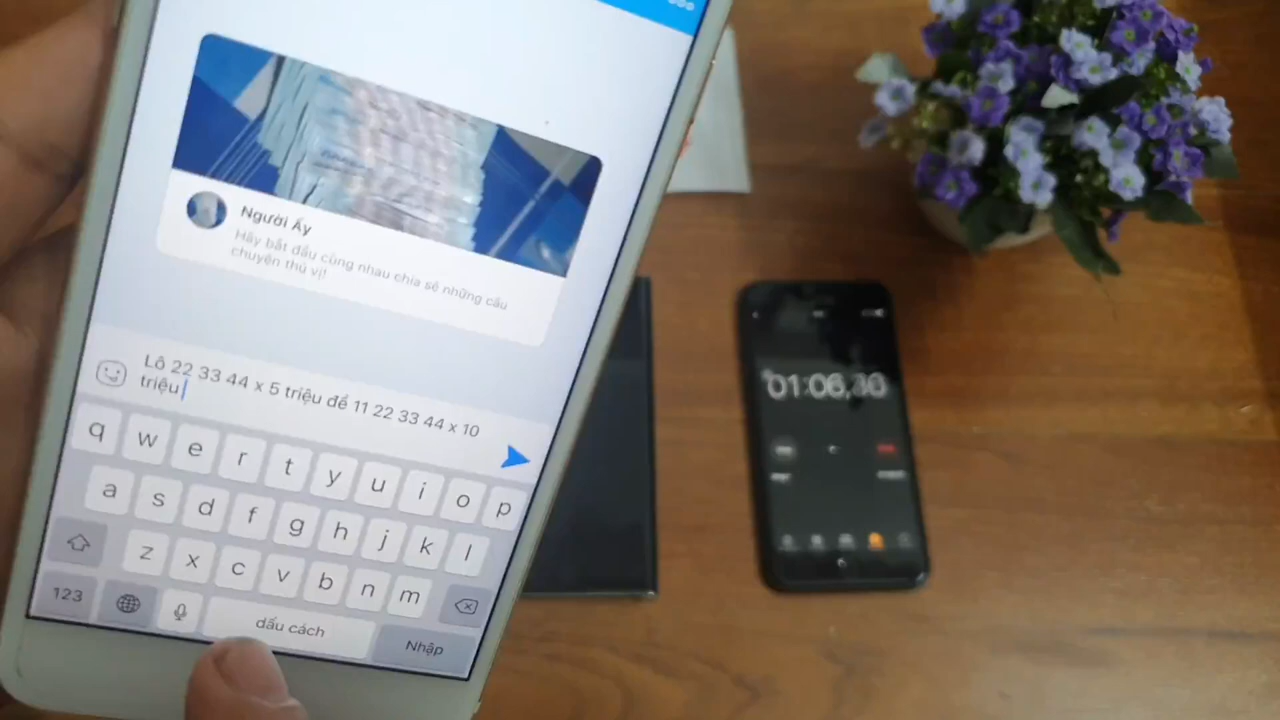 Người Ấy
Hãy bắt đầu cùng nhau chia sẻ những câu
chuyện thú vị!
Lô 22 33 44 x 5 triệu đề 11 22 33 44 x 10
triệu
q w e r t y u i o p
a s d f g h j k l
z x c v b n m
123 dấu cách Nhập
01:06,30